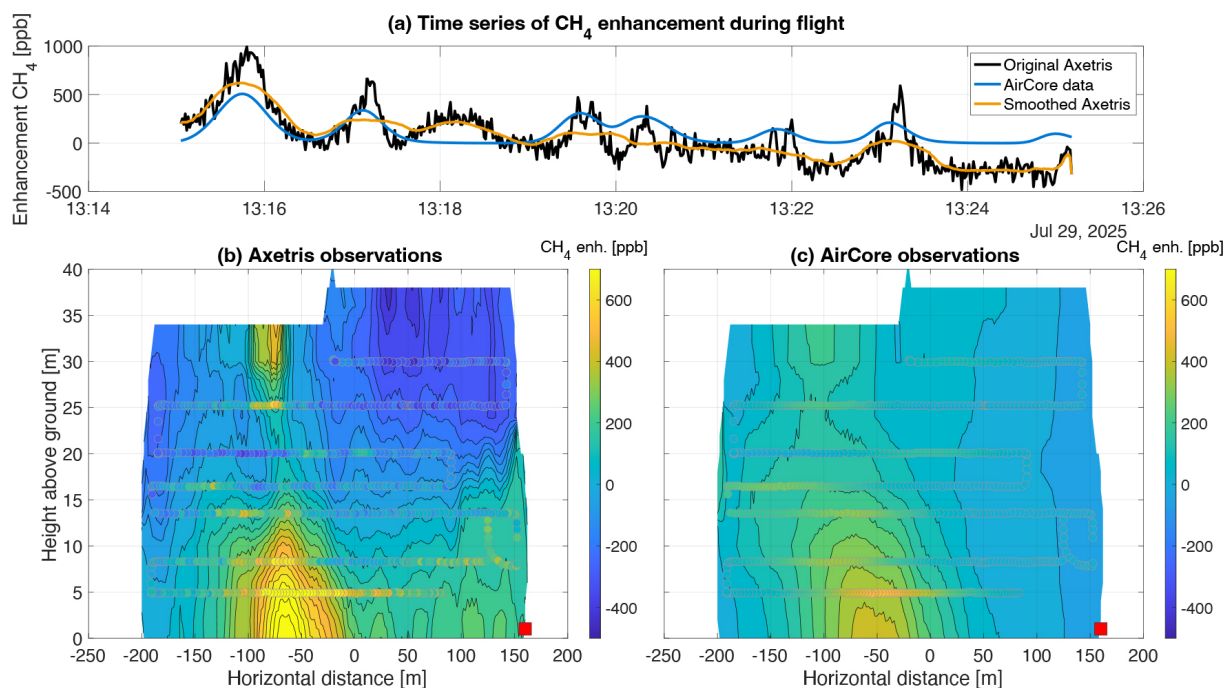 (a) Time series of CH4 enhancement during flight
Enhancement CH4 [ppb]
1000
500
0
-500
Original Axetris
AirCore data
Smoothed Axetris
13:14 13:16 13:18 13:20 13:22 13:24 13:26
Jul 29, 2025
(b) Axetris observations
CH4 enh. [ppb]
Height above ground [m]
40
35
30
25
20
15
10
5
0
600
400
200
0
-200
-400
-250 -200 -150 -100 -50 0 50 100 150 200
Horizontal distance [m]
(c) AirCore observations
CH4 enh. [ppb]
600
400
200
0
-200
-400
-250 -200 -150 -100 -50 0 50 100 150 200
Horizontal distance [m]